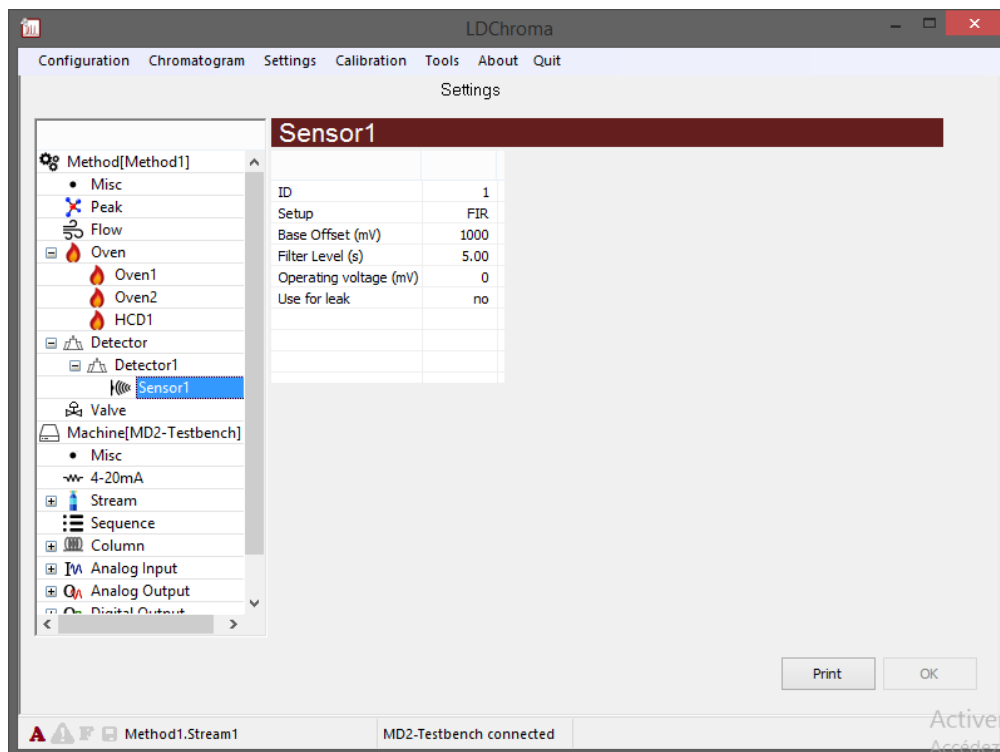 LDChroma
Configuration Chromatogram Settings Calibration Tools About Quit
Settings
Sensor1
Method[Method1]
Misc
Peak
Flow
Oven
Oven1
Oven2
HCD1
Detector
Detector1
Sensor1
Valve
Machine[MD2-Testbench]
Misc
4-20mA
Stream
Sequence
Column
Analog Input
Analog Output
Digital Output
ID 1
Setup FIR
Base Offset (mV) 1000
Filter Level (s) 5.00
Operating voltage (mV) 0
Use for leak no
Print OK
A F Method1.Stream1 MD2-Testbench connected
Activer
Accédez